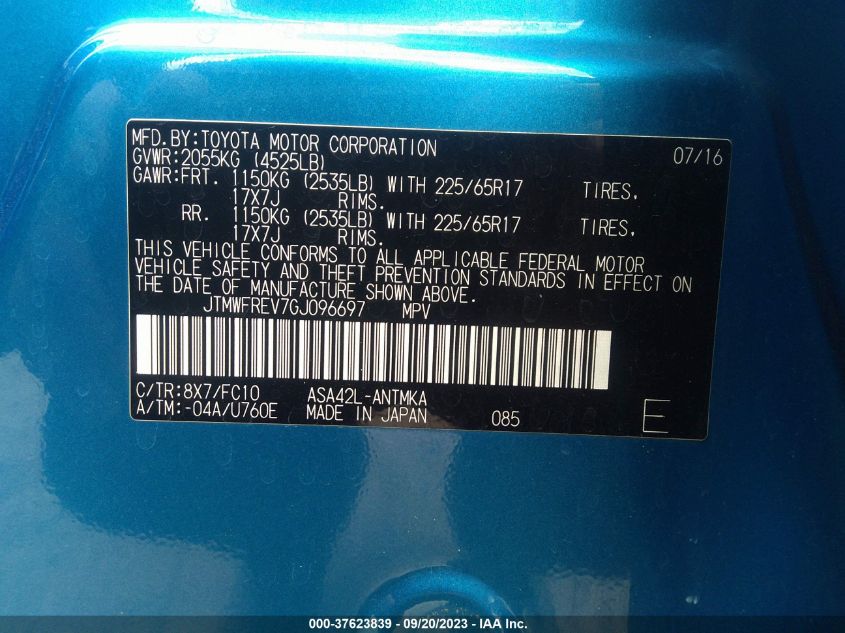 MFD.BY:TOYOTA MOTOR CORPORATION 07/16
GVWR:2055KG (4525LB)
GAWR:FRT. 1150KG (2535LB) WITH 225/65R17 TIRES,
17X7J RIMS.
RR. 1150KG (2535LB) WITH 225/65R17 TIRES,
17X7J RIMS.
THIS VEHICLE CONFORMS TO ALL APPLICABLE FEDERAL MOTOR
VEHICLE SAFETY AND THEFT PREVENTION STANDARDS IN EFFECT ON
THE DATE OF MANUFACTURE SHOWN ABOVE.
JTMWFREV7GJ096697 MPV
C/TR:8X7/FC10 ASA42L-ANTMKA
A/TM:-04A/U760E MADE IN JAPAN 085 E
000-37623839 - 09/20/2023 - IAA Inc.